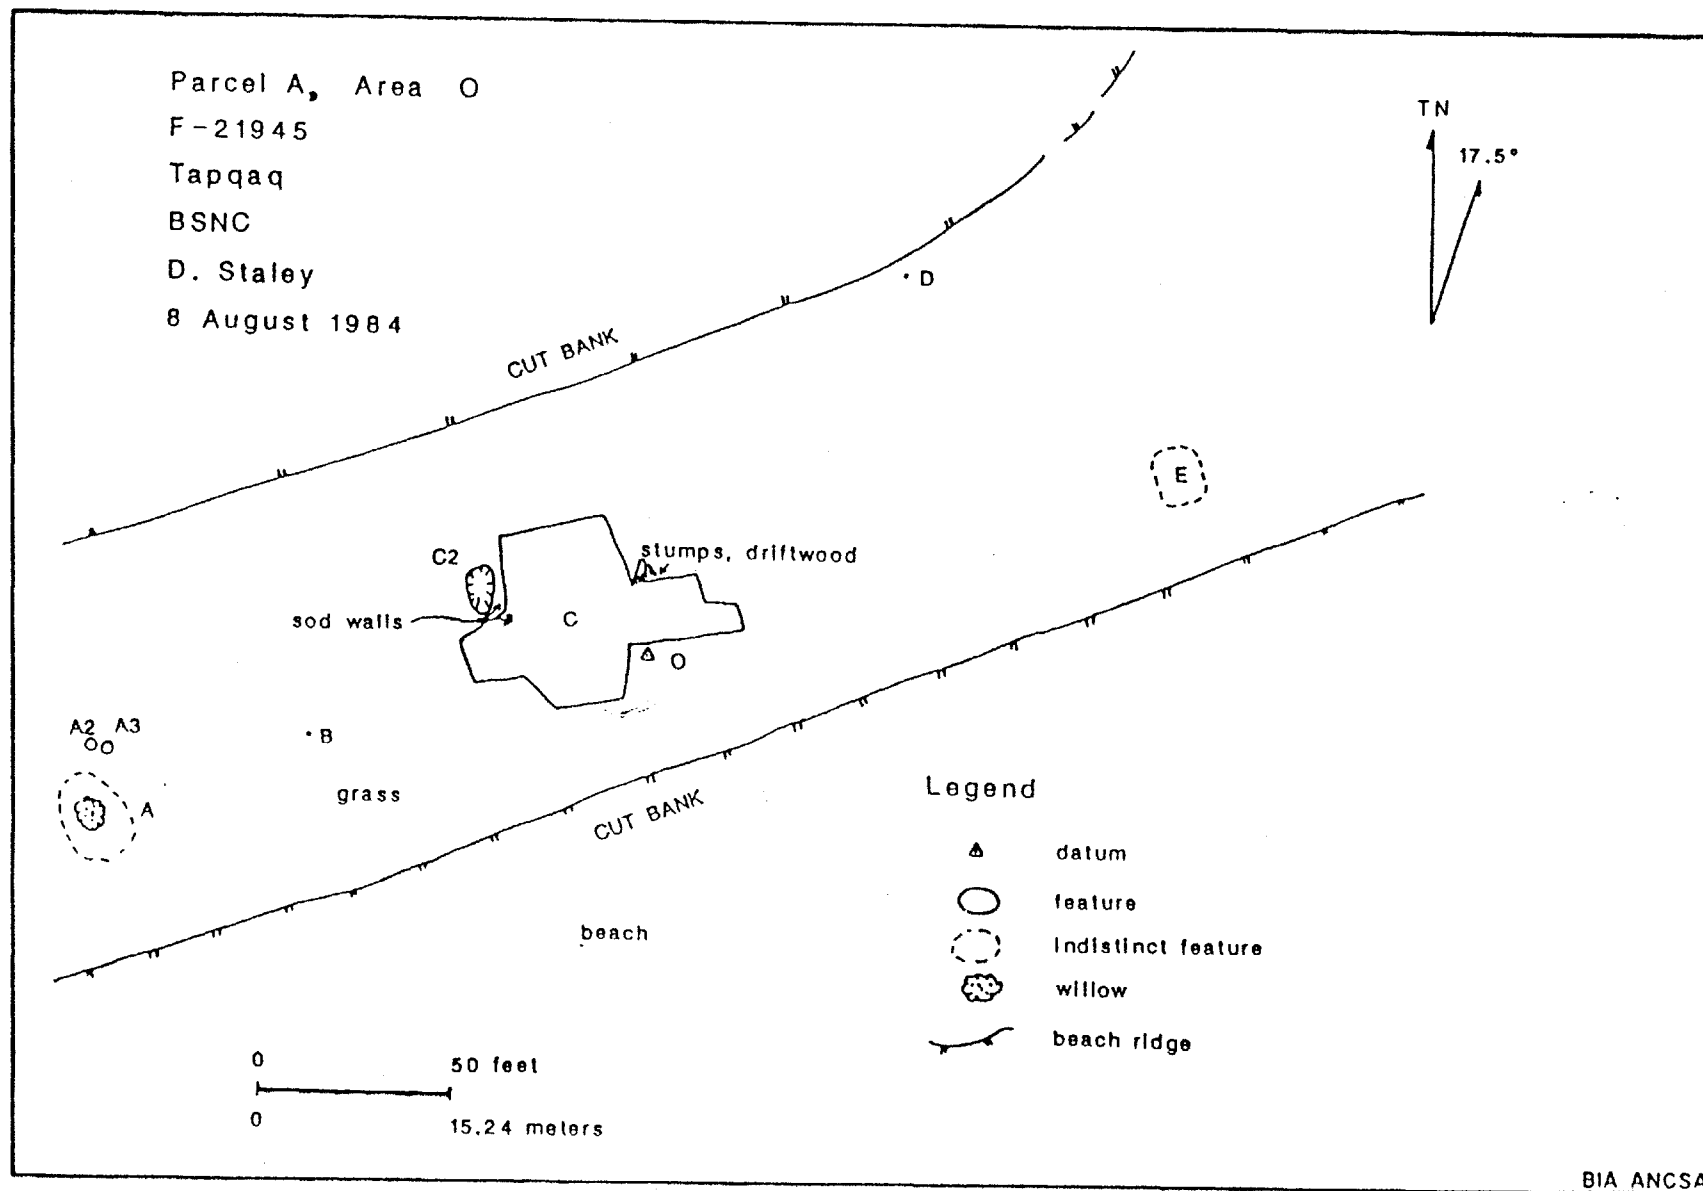 Parcel A, Area O
F-21945
Tapqaq
BSNC
D. Staley
8 August 1984
TN
17.5°
D
CUT BANK
E
C2
stumps, driftwood
sod walls
C
O
A2 A3
B
A
grass
CUT BANK
beach
Legend
datum
feature
indistinct feature
willow
beach ridge
0 50 feet
0 15.24 meters
BIA ANCSA